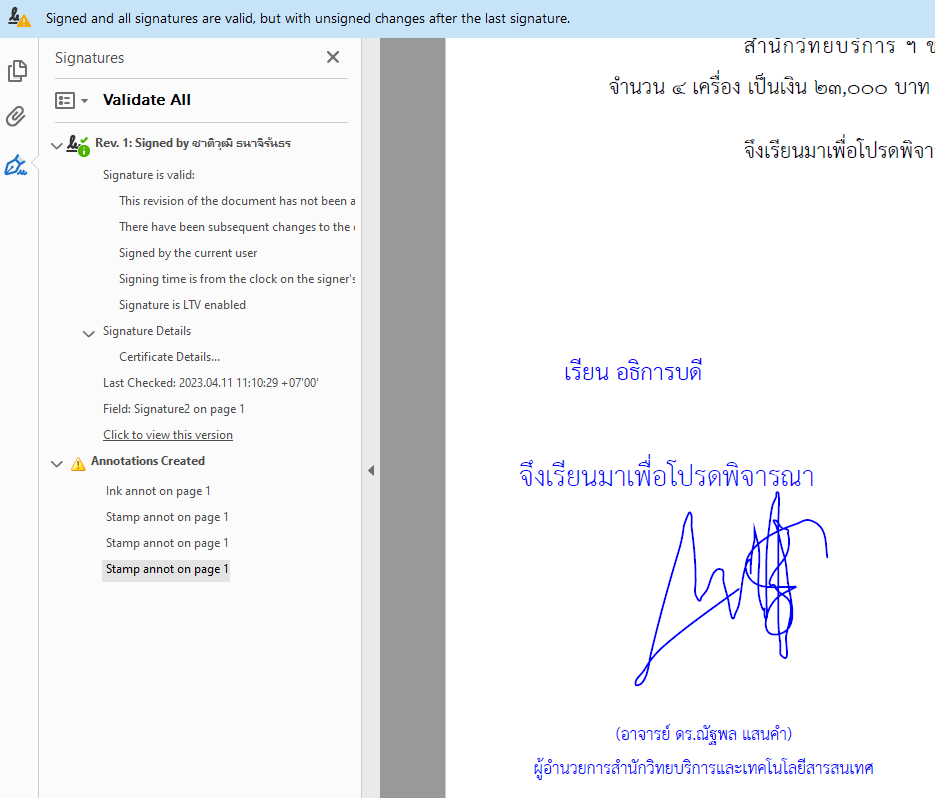 Signed and all signatures are valid, but with unsigned changes after the last signature.
Signatures
Validate All
Rev. 1: Signed by ชาติวุฒิ ธนาจิรันธร
Signature is valid:
This revision of the document has not been a
There have been subsequent changes to the
Signed by the current user
Signing time is from the clock on the signer's
Signature is LTV enabled
Signature Details
Certificate Details...
Last Checked: 2023.04.11 11:10:29 +07'00'
Field: Signature2 on page 1
Click to view this version
Annotations Created
Ink annot on page 1
Stamp annot on page 1
Stamp annot on page 1
Stamp annot on page 1
สำนักวิทยบริการ ฯ ข
จำนวน ๔ เครื่อง เป็นเงิน ๒๓,๐๐๐ บาท
จึงเรียนมาเพื่อโปรดพิจาร
เรียน อธิการบดี
จึงเรียนมาเพื่อโปรดพิจารณา
(อาจารย์ ดร.ณัฐพล แสนคำ)
ผู้อำนวยการสำนักวิทยบริการและเทคโนโลยีสารสนเทศ